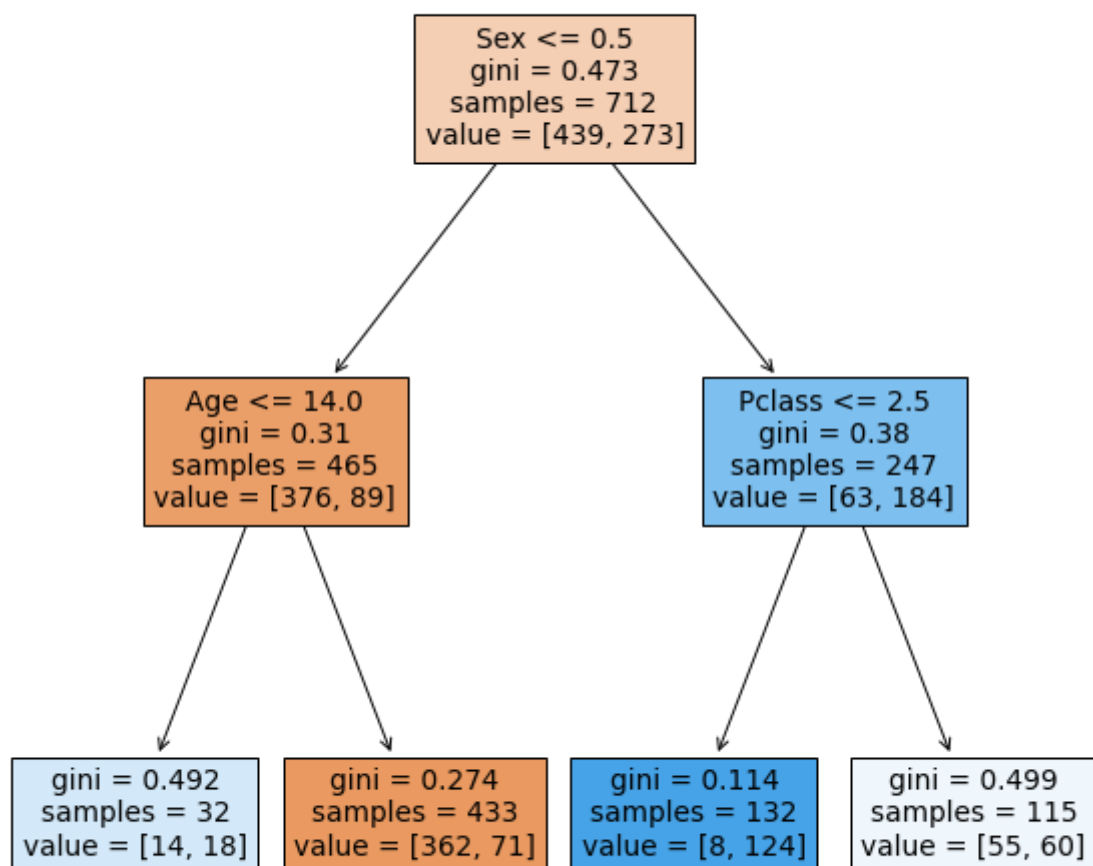 Sex <= 0.5
gini = 0.473
samples = 712
value = [439, 273]
Age <= 14.0
gini = 0.31
samples = 465
value = [376, 89]
Pclass <= 2.5
gini = 0.38
samples = 247
value = [63, 184]
gini = 0.492
samples = 32
value = [14, 18]
gini = 0.274
samples = 433
value = [362, 71]
gini = 0.114
samples = 132
value = [8, 124]
gini = 0.499
samples = 115
value = [55, 60]